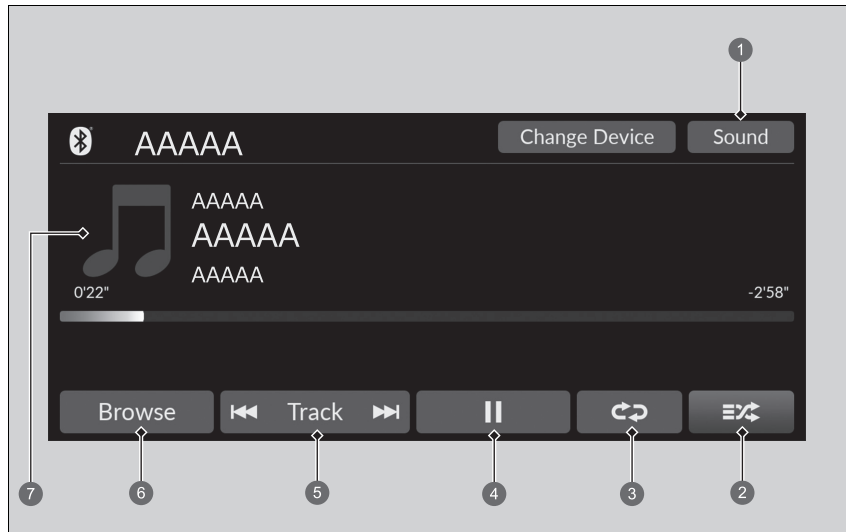 1
AAAAA
Change Device
Sound
AAAAA
AAAAA
AAAAA
7
0'22"
-2'58"
Browse
Track
6
5
4
3
2